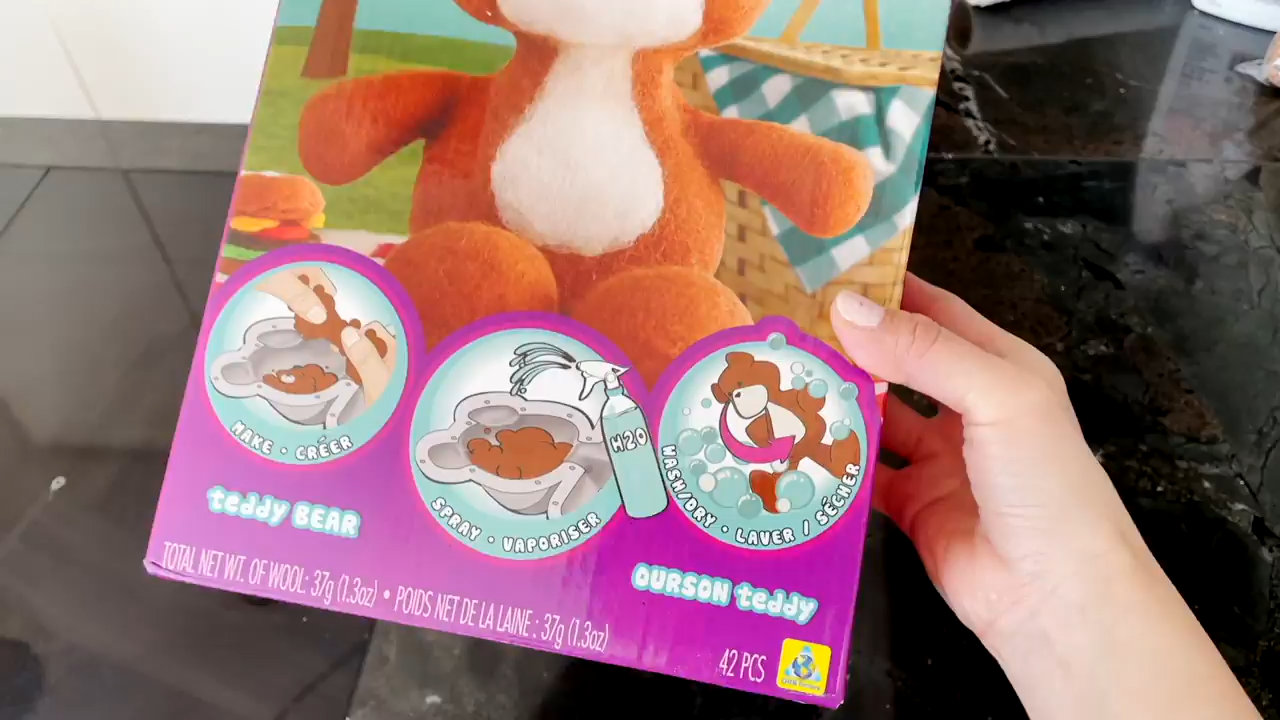 MAKE • CRÉER
SPRAY • VAPORISER
H2O
WASH/DRY • LAVER / SÉCHER
teddy BEAR
OURSON teddy
TOTAL NET WT. OF WOOL: 37g (1.3oz) • POIDS NET DE LA LAINE : 37g (1.3oz)
42 PCS